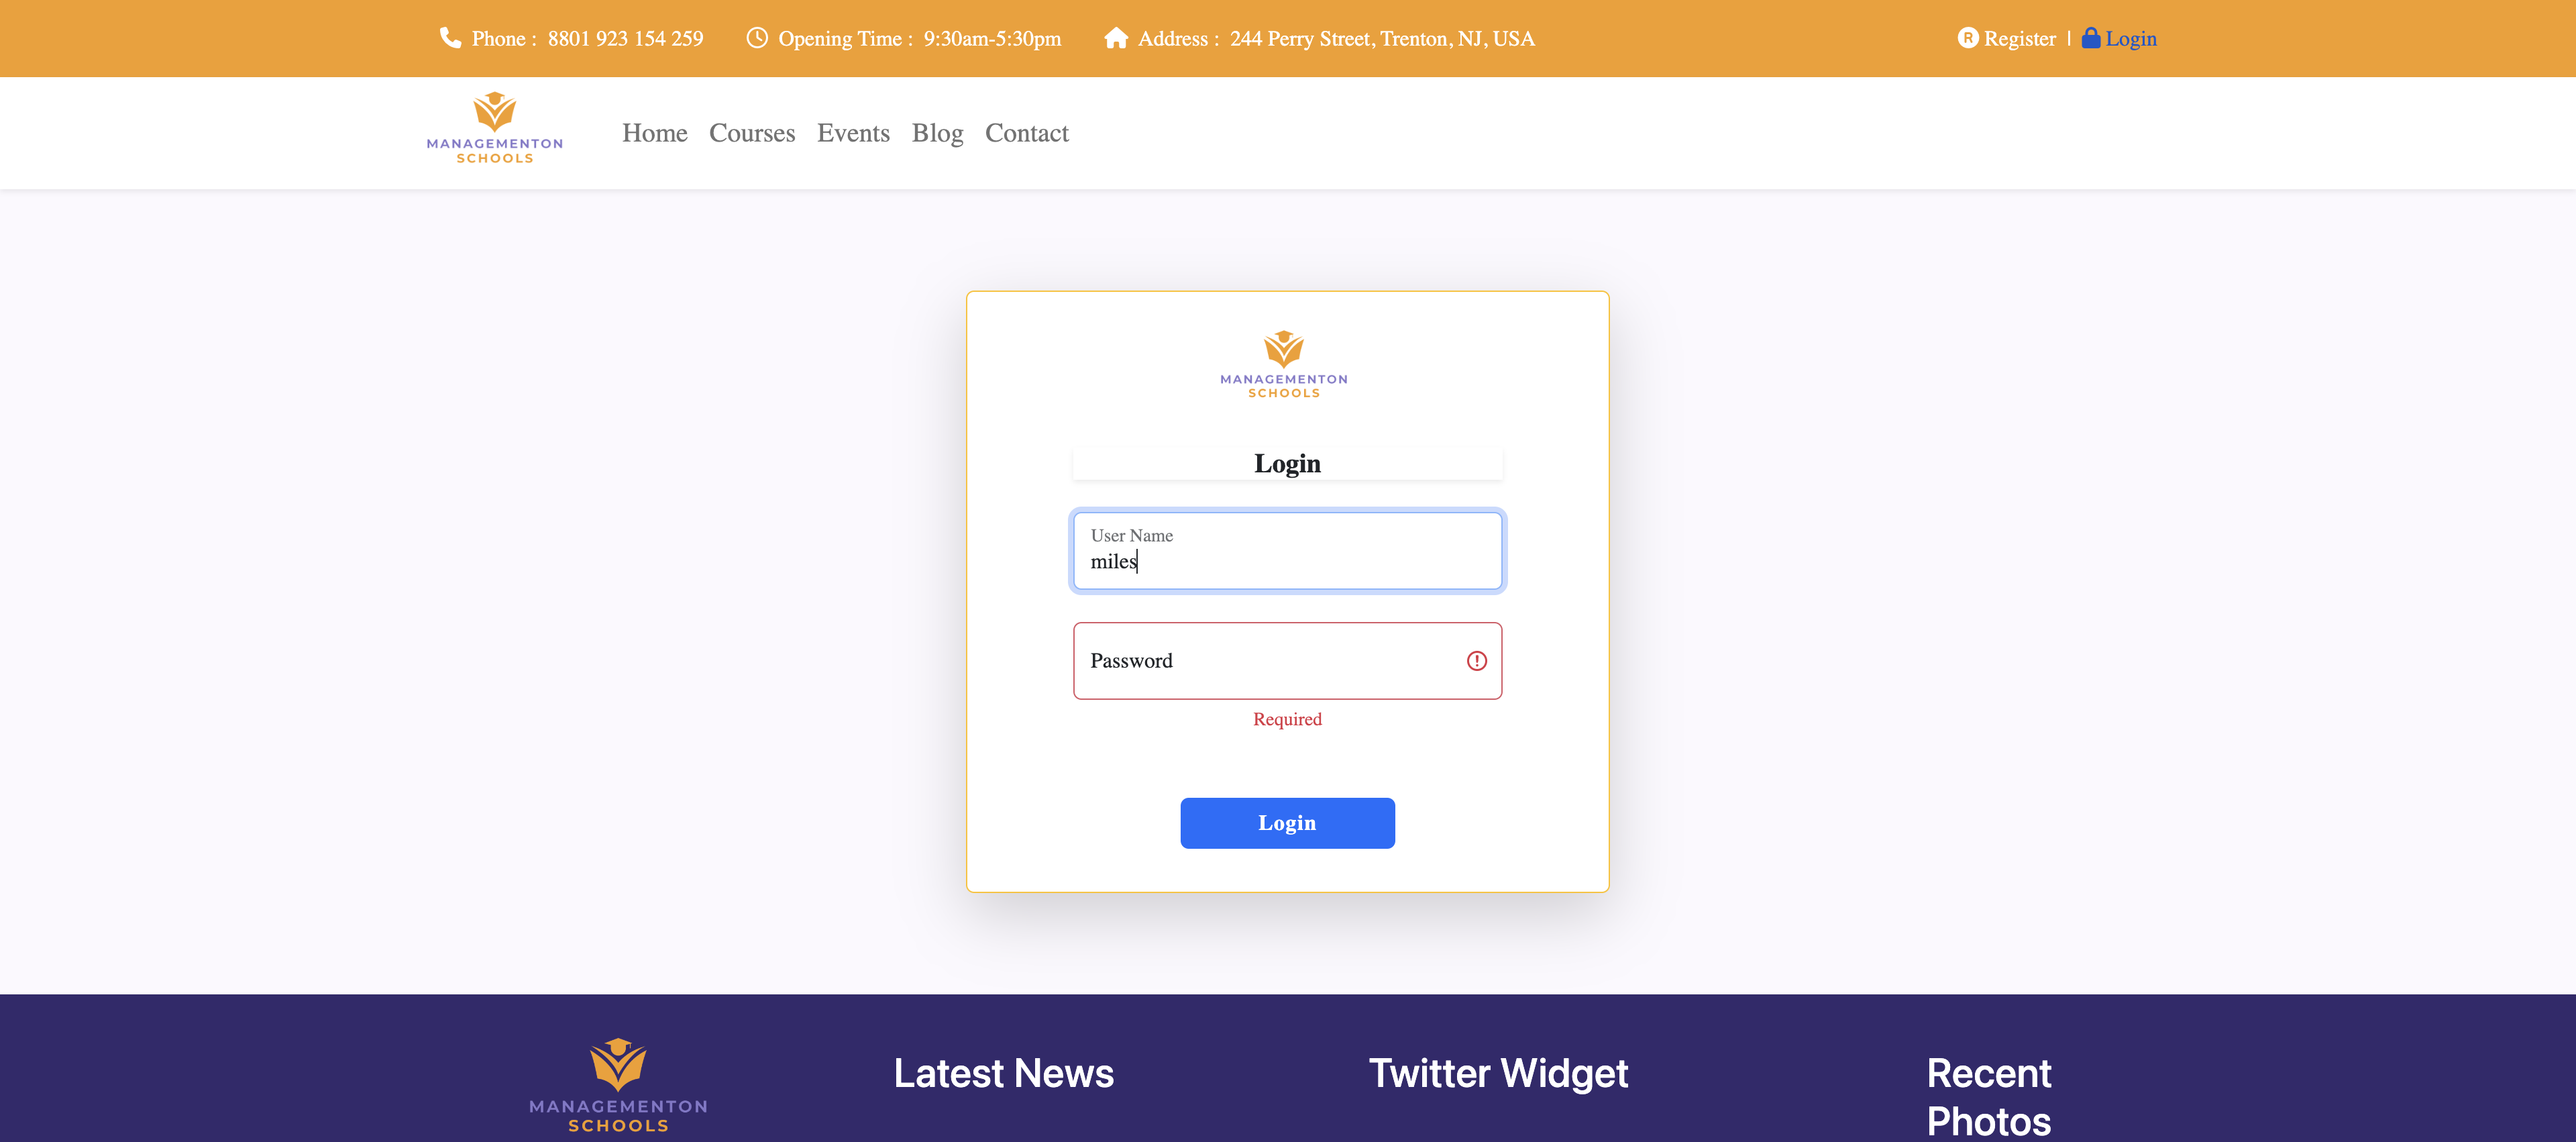 Phone : 8801 923 154 259 Opening Time : 9:30am-5:30pm Address : 244 Perry Street, Trenton, NJ, USA R Register | Login
MANAGEMENTON
SCHOOLS
Home Courses Events Blog Contact
MANAGEMENTON
SCHOOLS
Login
User Name
miles
Password
Required
Login
MANAGEMENTON
SCHOOLS
Latest News
Twitter Widget
Recent
Photos